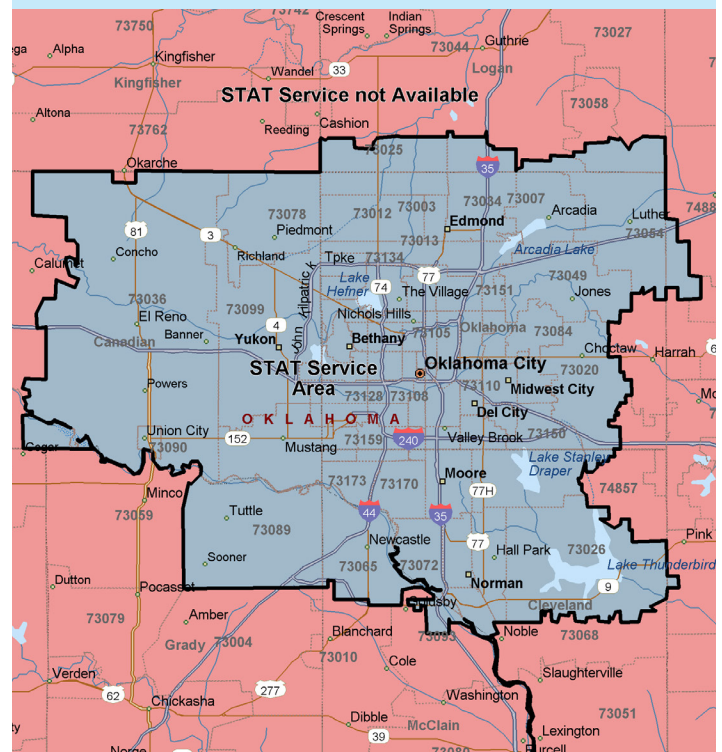 73742
73750
Crescent
Springs
Indian
Springs
73027
Alpha
Kingfisher
73044
Guthrie
Kingfisher
Wandel
33
Logan
STAT Service not Available
73058
Altona
73762
Reeding
Cashion
73025
Okarche
35
73078
73012
73003
73034
73007
Arcadia
Luther
Edmond
81
3
Piedmont
73013
73054
Concho
Richland
Arcadia Lake
Calumet
Tpke
73134
Lake
Hefner
74
77
73049
73036
73099
John Kilpatrick
The Village
73151
Jones
El Reno
4
Nichols Hills
Oklahoma
73084
Banner
73105
Canadian
Yukon
Bethany
Choctaw
Harrah
Oklahoma City
73020
STAT Service
Area
Powers
73128
73108
73110
Midwest City
Del City
OKLAHOMA
Union City
152
Mustang
73159
240
Valley Brook
73150
73090
Lake Stanley
Draper
Moore
Minco
73173
73170
77H
74857
73059
Tuttle
44
35
73089
Newcastle
77
Hall Park
73026
Pink
Sooner
73065
73072
Lake Thunderbird
Dutton
Pocasset
Norman
9
Cleveland
Goldsby
73079
Amber
Grady
73004
Blanchard
73093
Noble
73068
73010
Cole
Verden
Slaughterville
62
277
Washington
Chickasha
73051
Dibble
McClain
39
Lexington
73080